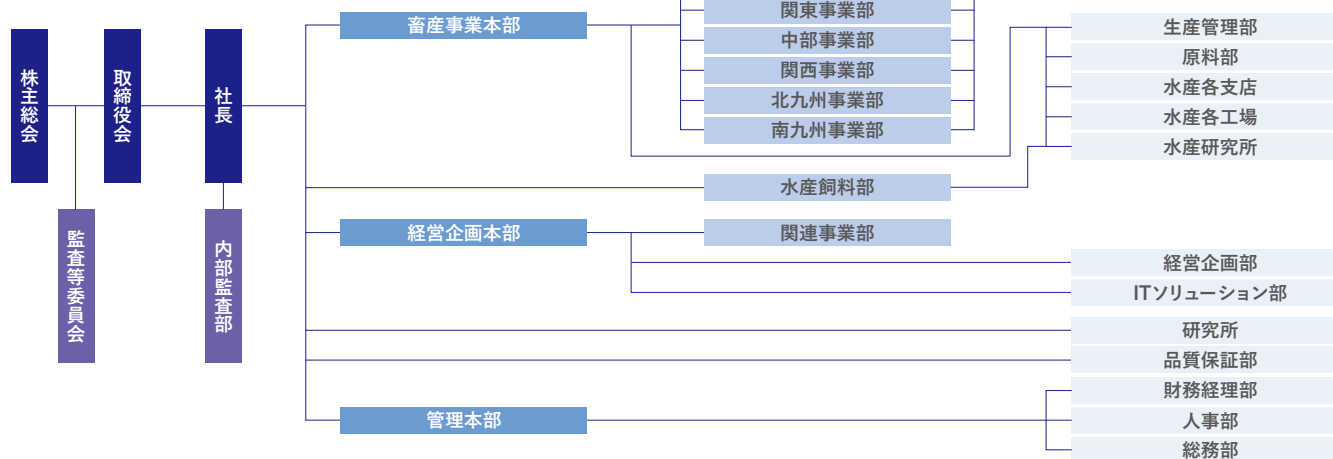 株主総会
取締役会
社長
監査等委員会
内部監査部
畜産事業本部
関東事業部
中部事業部
関西事業部
北九州事業部
南九州事業部
水産飼料部
生産管理部
原料部
水産各支店
水産各工場
水産研究所
経営企画本部
関連事業部
経営企画部
ITソリューション部
研究所
品質保証部
管理本部
財務経理部
人事部
総務部